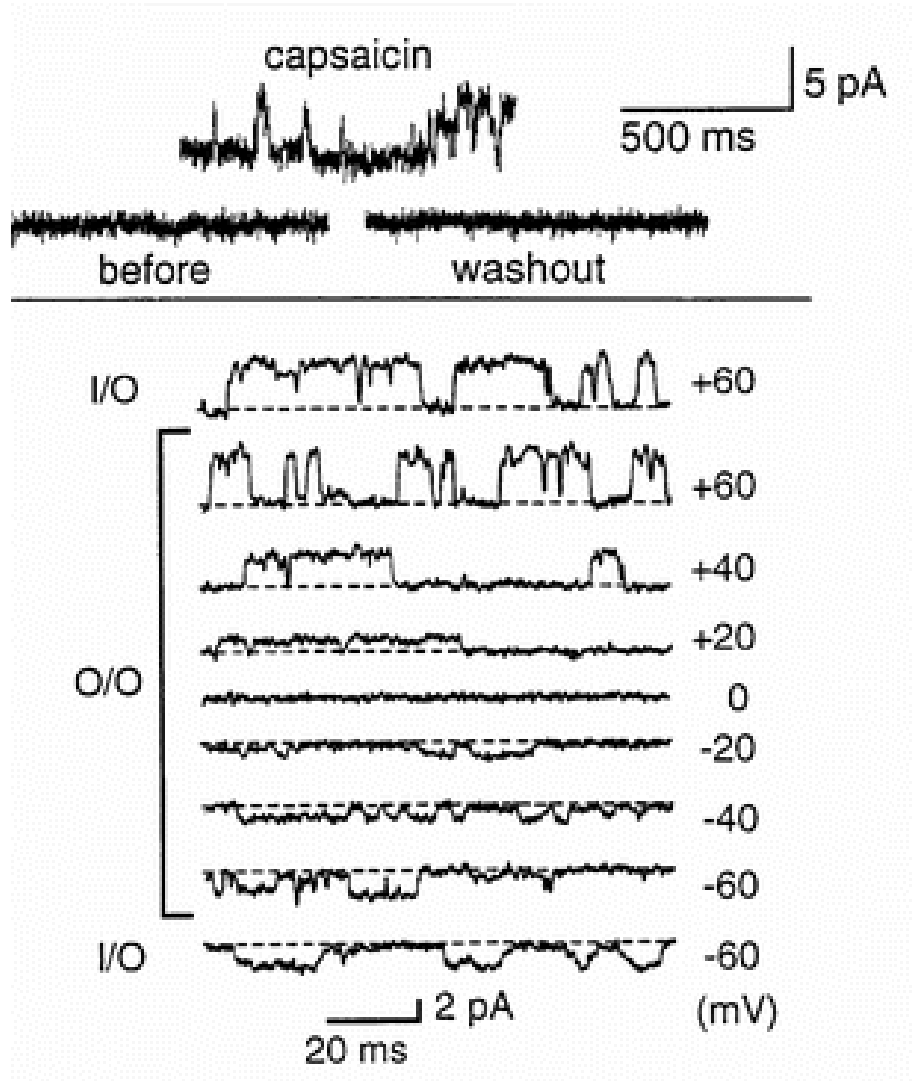 capsaicin
5 pA
500 ms
before
washout
I/O
+60
+60
+40
+20
O/O
0
-20
-40
-60
I/O
-60
2 pA
(mV)
20 ms